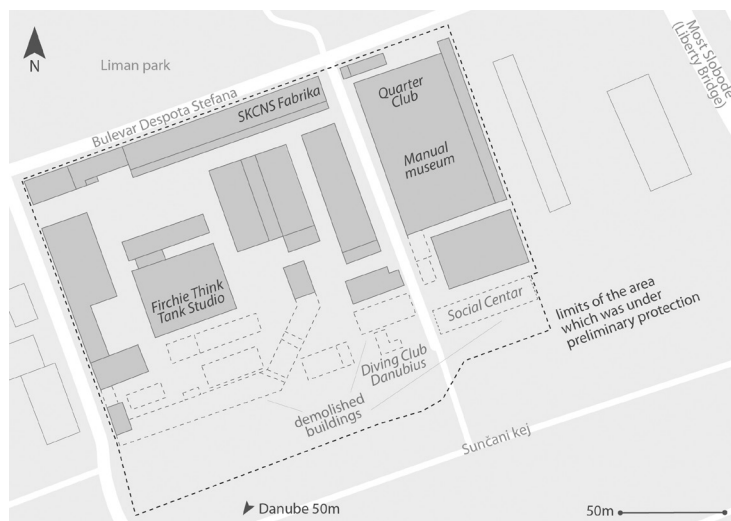 N
Liman park
Bulevar Despota Stefana
SKCNS Fabrika
Quarter
Club
Manual
museum
Most Slobode
(Liberty Bridge)
Firchie Think
Tank Studio
Social Centar
limits of the area
which was under
preliminary protection
Diving Club
Danubius
demolished
buildings
Sunčani kej
Danube 50m
50m